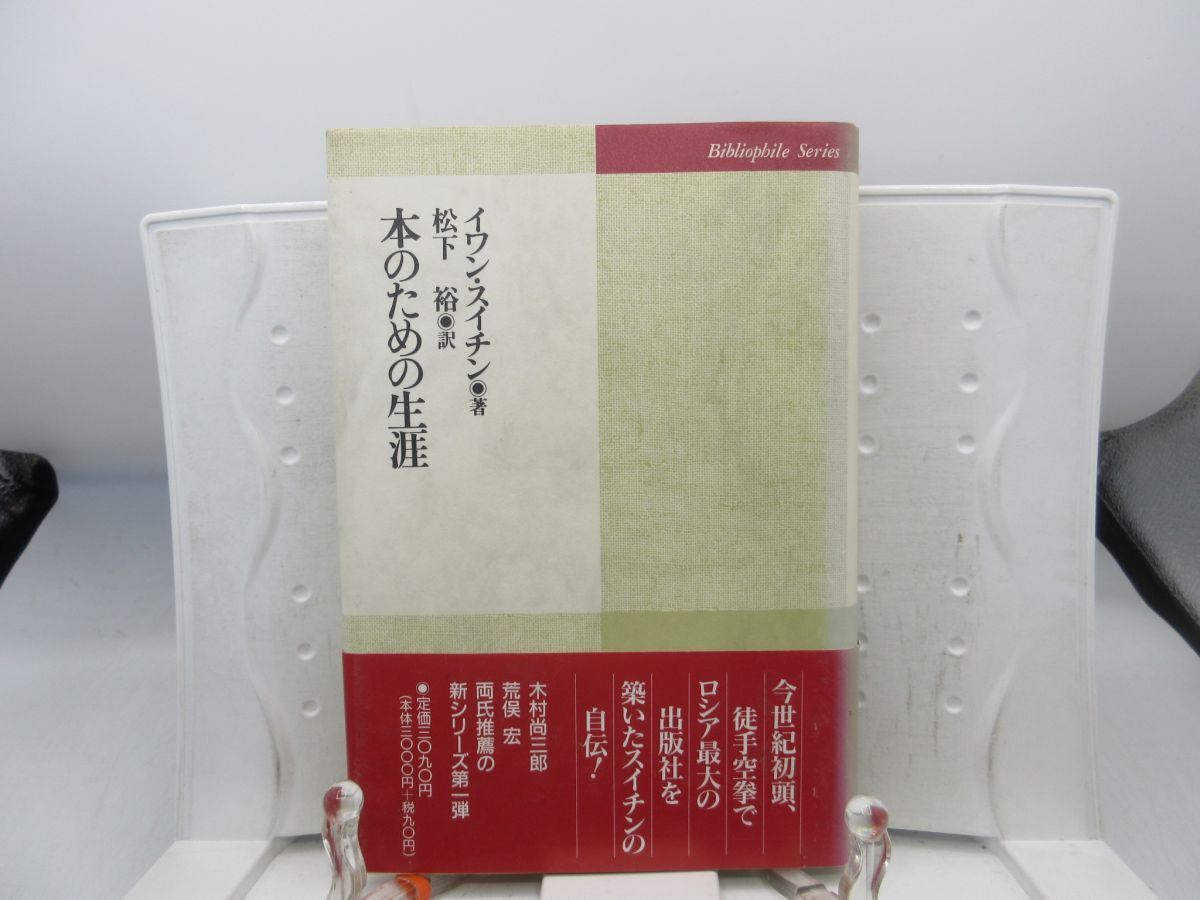 Bibliophile Series
イワン・スイチン◉著
松下 裕◉訳
本のための生涯
今世紀初頭、
徒手空拳で
ロシア最大の
出版社を
築いたスイチンの
自伝!
木村尚三郎
荒俣 宏
両氏推薦の
新シリーズ第一弾
●定価三〇九〇円
(本体三〇〇〇円+税九〇円)